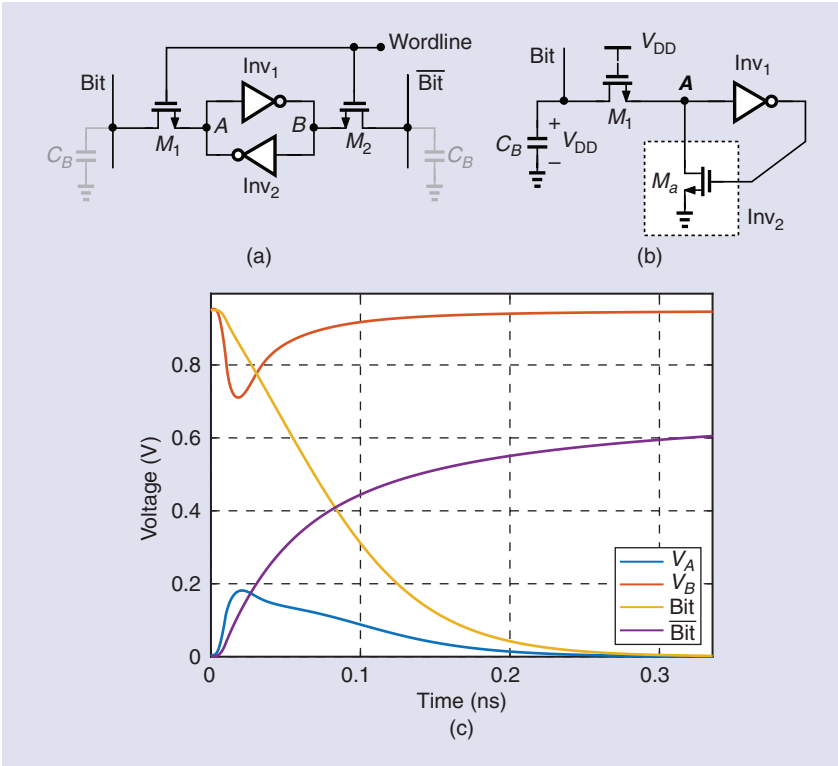 Wordline
Bit
Inv1
Bit
A
B
M1
M2
CB
CB
Inv2
(a)
Bit
VDD
A
Inv1
M1
CB
+
VDD
–
Ma
Inv2
(b)
Voltage (V)
0.8
0.6
0.4
0.2
0
VA
VB
Bit
Bit
0
0.1
0.2
0.3
Time (ns)
(c)